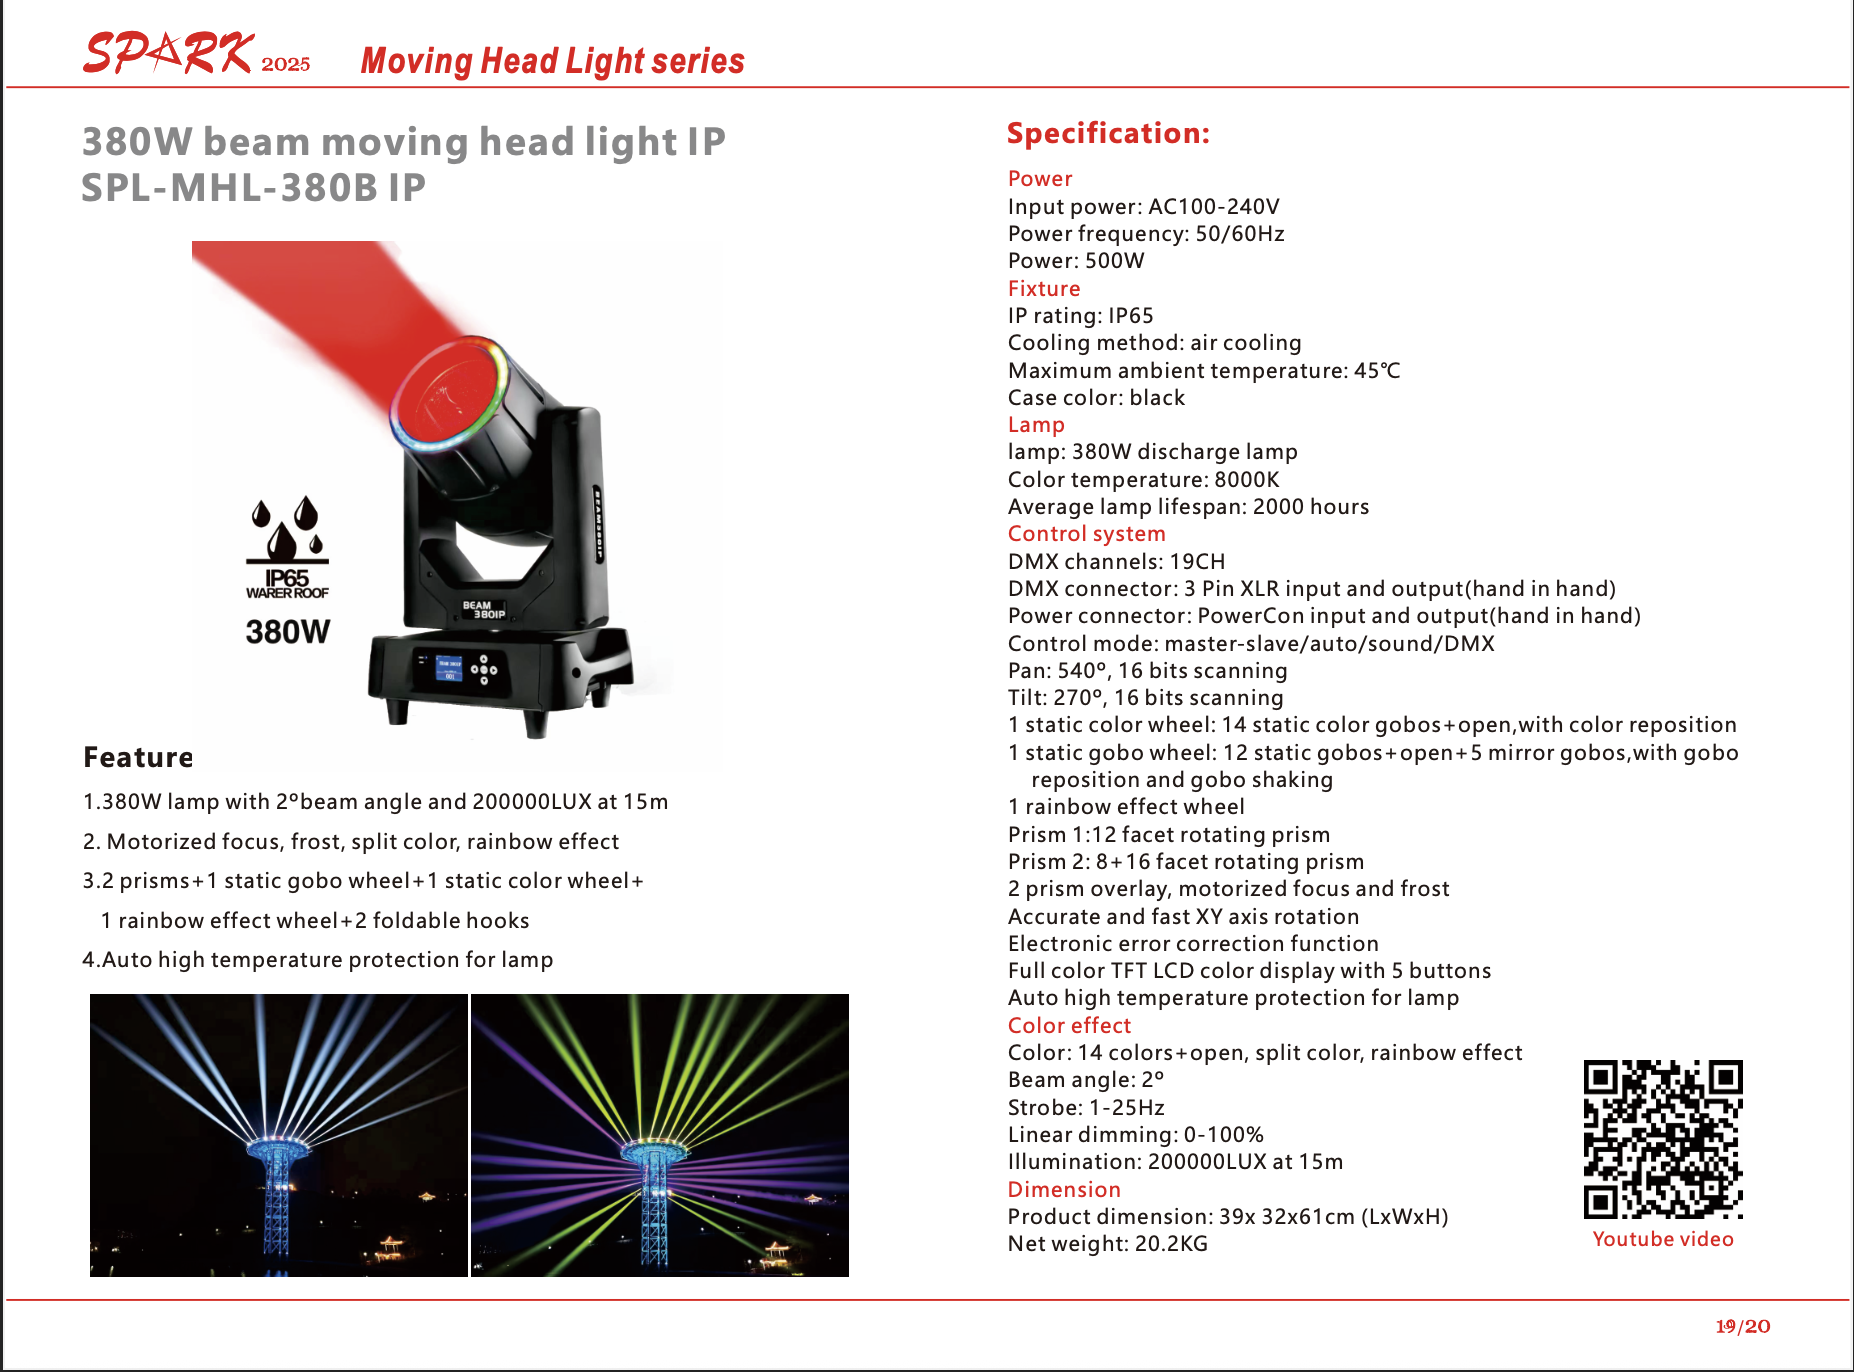 SPARK 2025 Moving Head Light series
380W beam moving head light IP
SPL-MHL-380B IP
IP65
WARER ROOF
380W
BEAM380IP
BEAM
380IP
001
Feature
1.380W lamp with 2ºbeam angle and 200000LUX at 15m
2. Motorized focus, frost, split color, rainbow effect
3.2 prisms+1 static gobo wheel+1 static color wheel+
1 rainbow effect wheel+2 foldable hooks
4.Auto high temperature protection for lamp
Specification:
Power
Input power: AC100-240V
Power frequency: 50/60Hz
Power: 500W
Fixture
IP rating: IP65
Cooling method: air cooling
Maximum ambient temperature: 45℃
Case color: black
Lamp
lamp: 380W discharge lamp
Color temperature: 8000K
Average lamp lifespan: 2000 hours
Control system
DMX channels: 19CH
DMX connector: 3 Pin XLR input and output(hand in hand)
Power connector: PowerCon input and output(hand in hand)
Control mode: master-slave/auto/sound/DMX
Pan: 540º, 16 bits scanning
Tilt: 270º, 16 bits scanning
1 static color wheel: 14 static color gobos+open,with color reposition
1 static gobo wheel: 12 static gobos+open+5 mirror gobos,with gobo
reposition and gobo shaking
1 rainbow effect wheel
Prism 1:12 facet rotating prism
Prism 2: 8+16 facet rotating prism
2 prism overlay, motorized focus and frost
Accurate and fast XY axis rotation
Electronic error correction function
Full color TFT LCD color display with 5 buttons
Auto high temperature protection for lamp
Color effect
Color: 14 colors+open, split color, rainbow effect
Beam angle: 2º
Strobe: 1-25Hz
Linear dimming: 0-100%
Illumination: 200000LUX at 15m
Dimension
Product dimension: 39x 32x61cm (LxWxH)
Net weight: 20.2KG
Youtube video
19/20